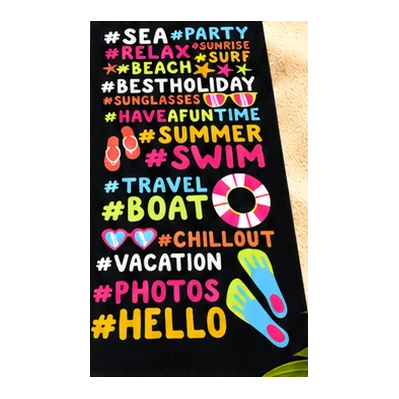 #SEA #PARTY
#RELAX #SUNRISE
#SURF
#BEACH
#BESTHOLIDAY
#SUNGLASSES
#HAVEAFUNTIME
#SUMMER
#SWIM
#TRAVEL
#BOAT
#CHILLOUT
#VACATION
#PHOTOS
#HELLO